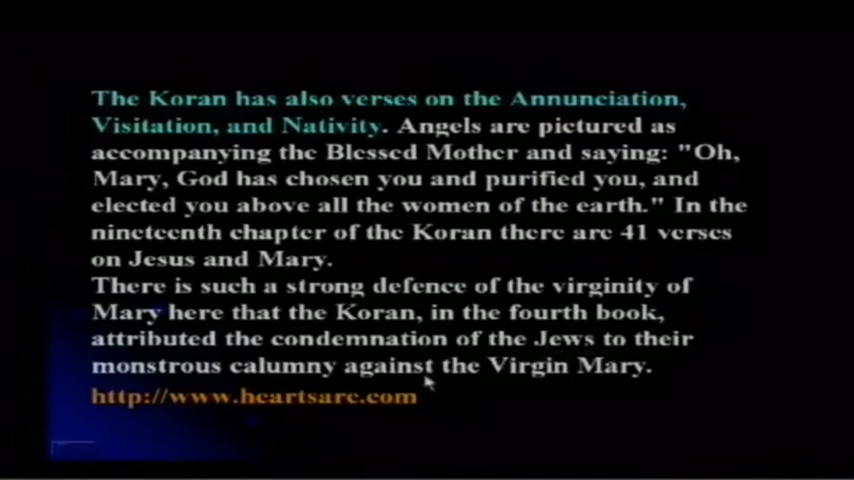 The Koran has also verses on the Annunciation,
Visitation, and Nativity. Angels are pictured as
accompanying the Blessed Mother and saying: "Oh,
Mary, God has chosen you and purified you, and
elected you above all the women of the earth." In the
nineteenth chapter of the Koran there are 41 verses
on Jesus and Mary.
There is such a strong defence of the virginity of
Mary here that the Koran, in the fourth book,
attributed the condemnation of the Jews to their
monstrous calumny against the Virgin Mary.
http://www.heartsare.com